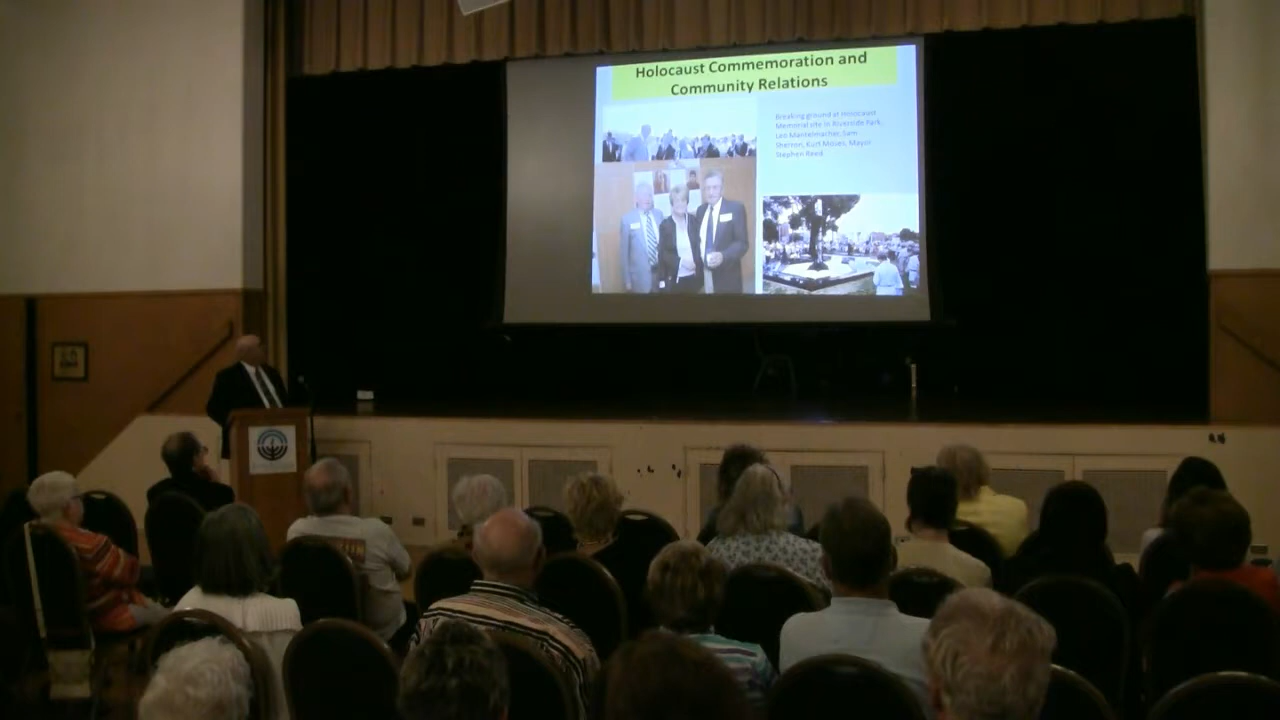 Holocaust Commemoration and
Community Relations
Breaking ground at Holocaust
Memorial site in Riverside Park.
Leo Mantelmacher, Sam
Sherron, Kurt Moses, Mayor
Stephen Reed